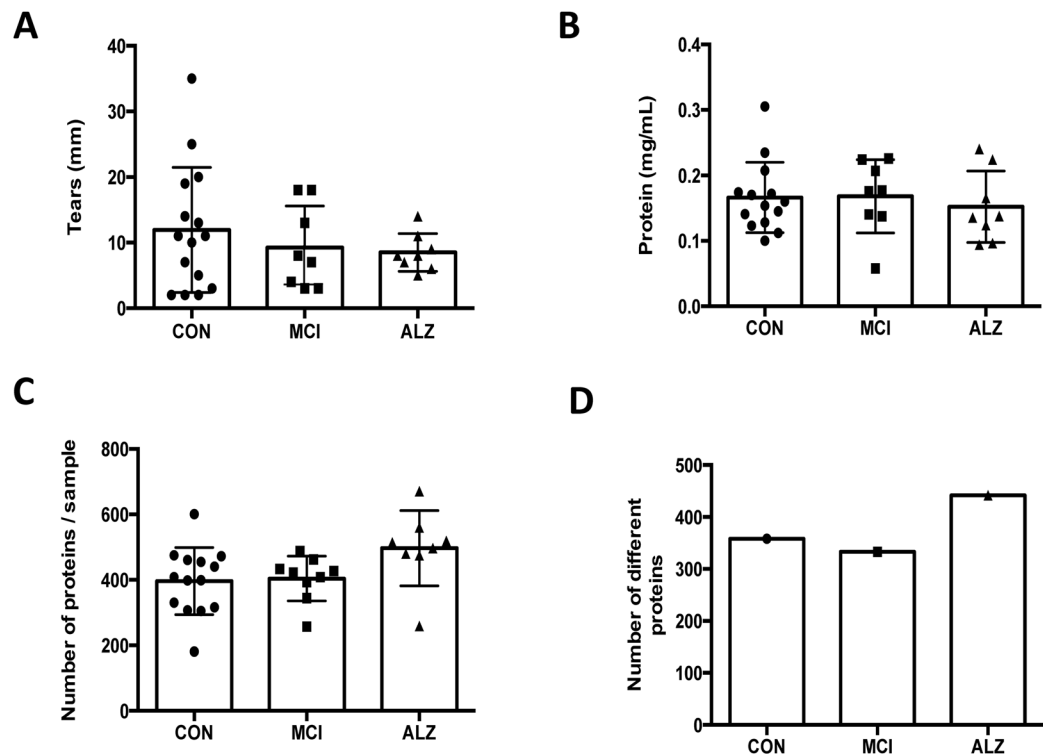 A
Tears (mm)
40
30
20
10
0
CON
MCI
ALZ
B
Protein (mg/mL)
0.4
0.3
0.2
0.1
0.0
CON
MCI
ALZ
C
Number of proteins / sample
800
600
400
200
0
CON
MCI
ALZ
D
Number of different
proteins
500
400
300
200
100
0
CON
MCI
ALZ